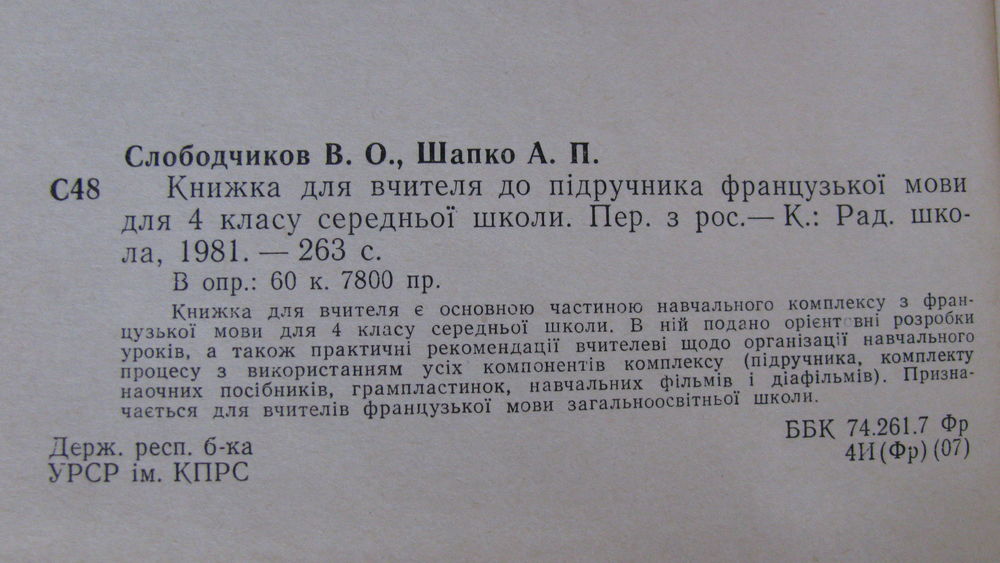 Слободчиков В. О., Шапко А. П.
С48 Книжка для вчителя до підручника французької мови
для 4 класу середньої школи. Пер. з рос.— К.: Рад. шко-
ла, 1981. — 263 с.
В опр.: 60 к. 7800 пр.
Книжка для вчителя є основною частиною навчального комплексу з фран-
цузької мови для 4 класу середньої школи. В ній подано орієнт вні розробки
уроків, а також практичні рекомендації вчителеві щодо організації навчального
процесу з використанням усіх компонентів комплексу (підручника, комплекту
наочних посібників, грампластинок, навчальних фільмів і діафільмів). Призна-
чається для вчителів французької мови загальноосвітньої школи.
ББК 74.261.7 Фр
4И(Фр)(07)
Держ. респ. б-ка
УРСР ім. КПРС